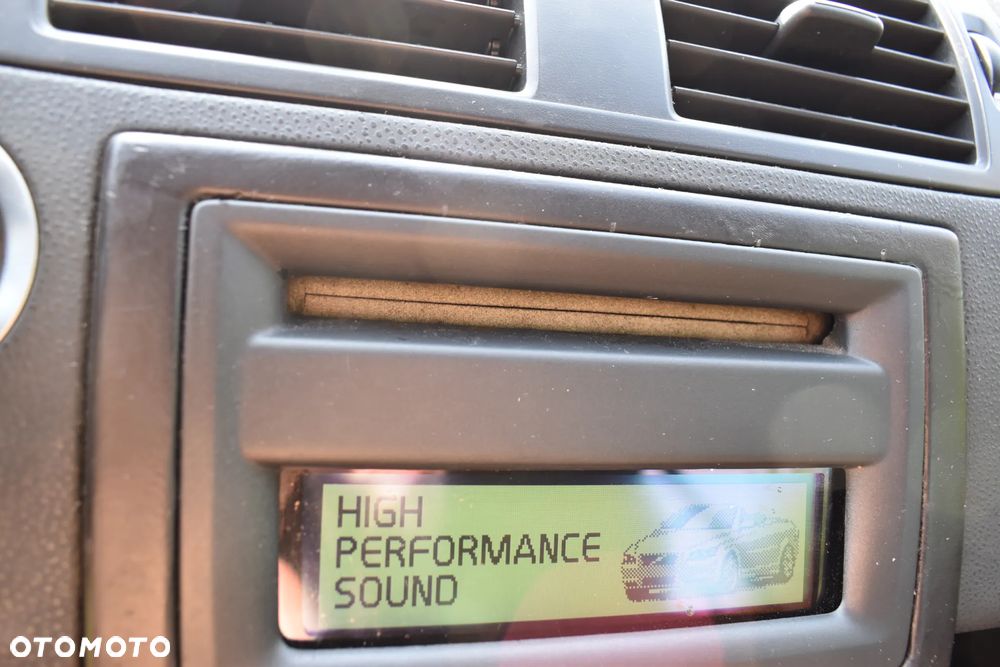 HIGH
PERFORMANCE
SOUND
OTOMOTO